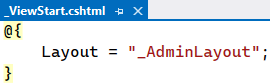 _ViewStart.cshtml
@{
    Layout = "_AdminLayout";
}